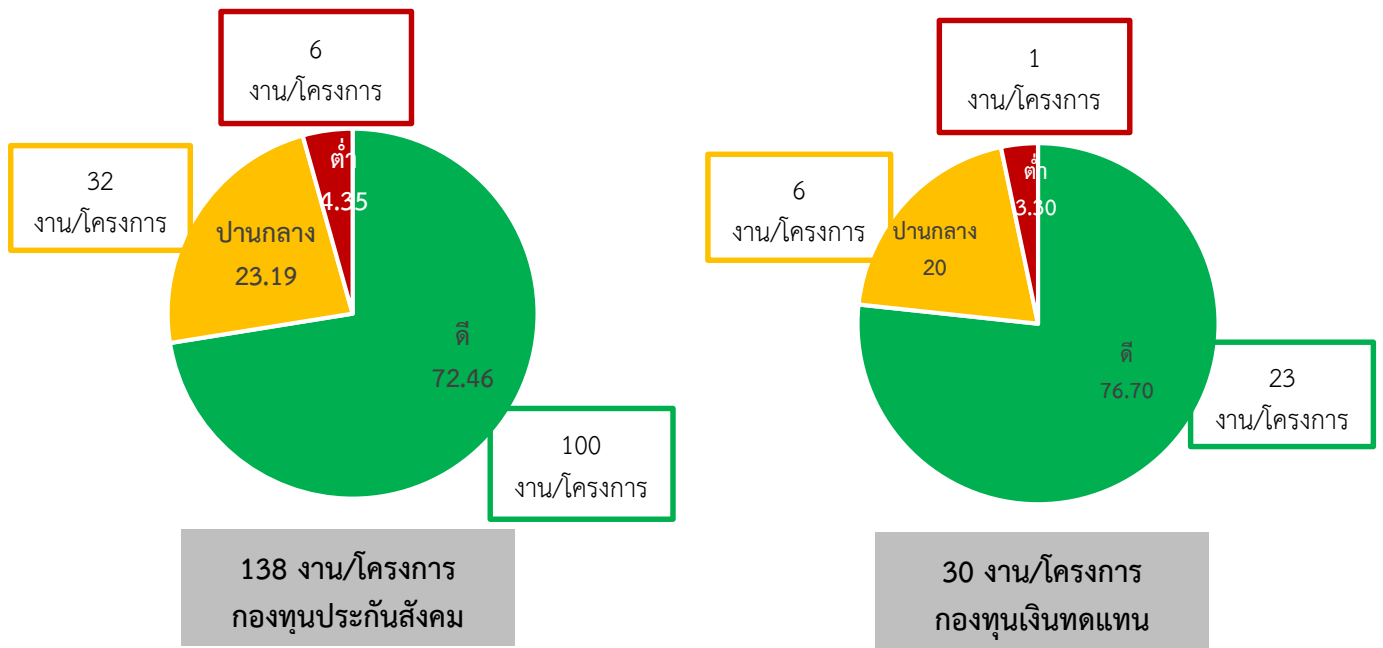 6
งาน/โครงการ
32
งาน/โครงการ
ต่ำ
4.35
ปานกลาง
23.19
ดี
72.46
100
งาน/โครงการ
138 งาน/โครงการ
กองทุนประกันสังคม
1
งาน/โครงการ
6
งาน/โครงการ
ต่ำ
3.30
ปานกลาง
20
ดี
76.70
23
งาน/โครงการ
30 งาน/โครงการ
กองทุนเงินทดแทน